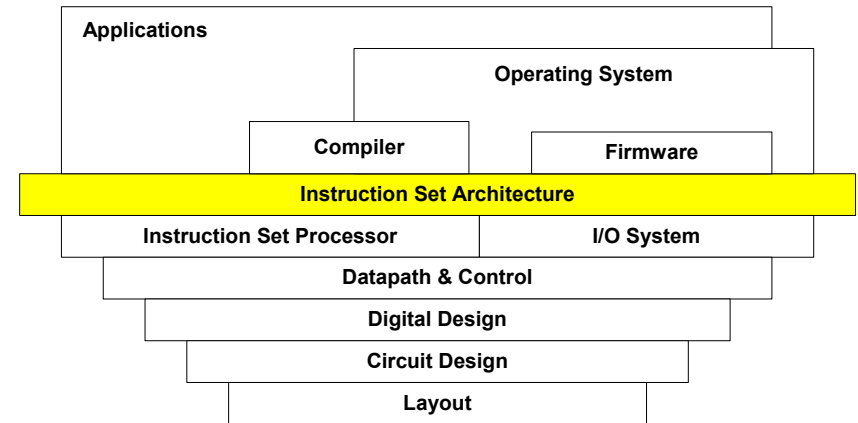 Applications
Operating System
Compiler
Firmware
Instruction Set Architecture
Instruction Set Processor
I/O System
Datapath & Control
Digital Design
Circuit Design
Layout